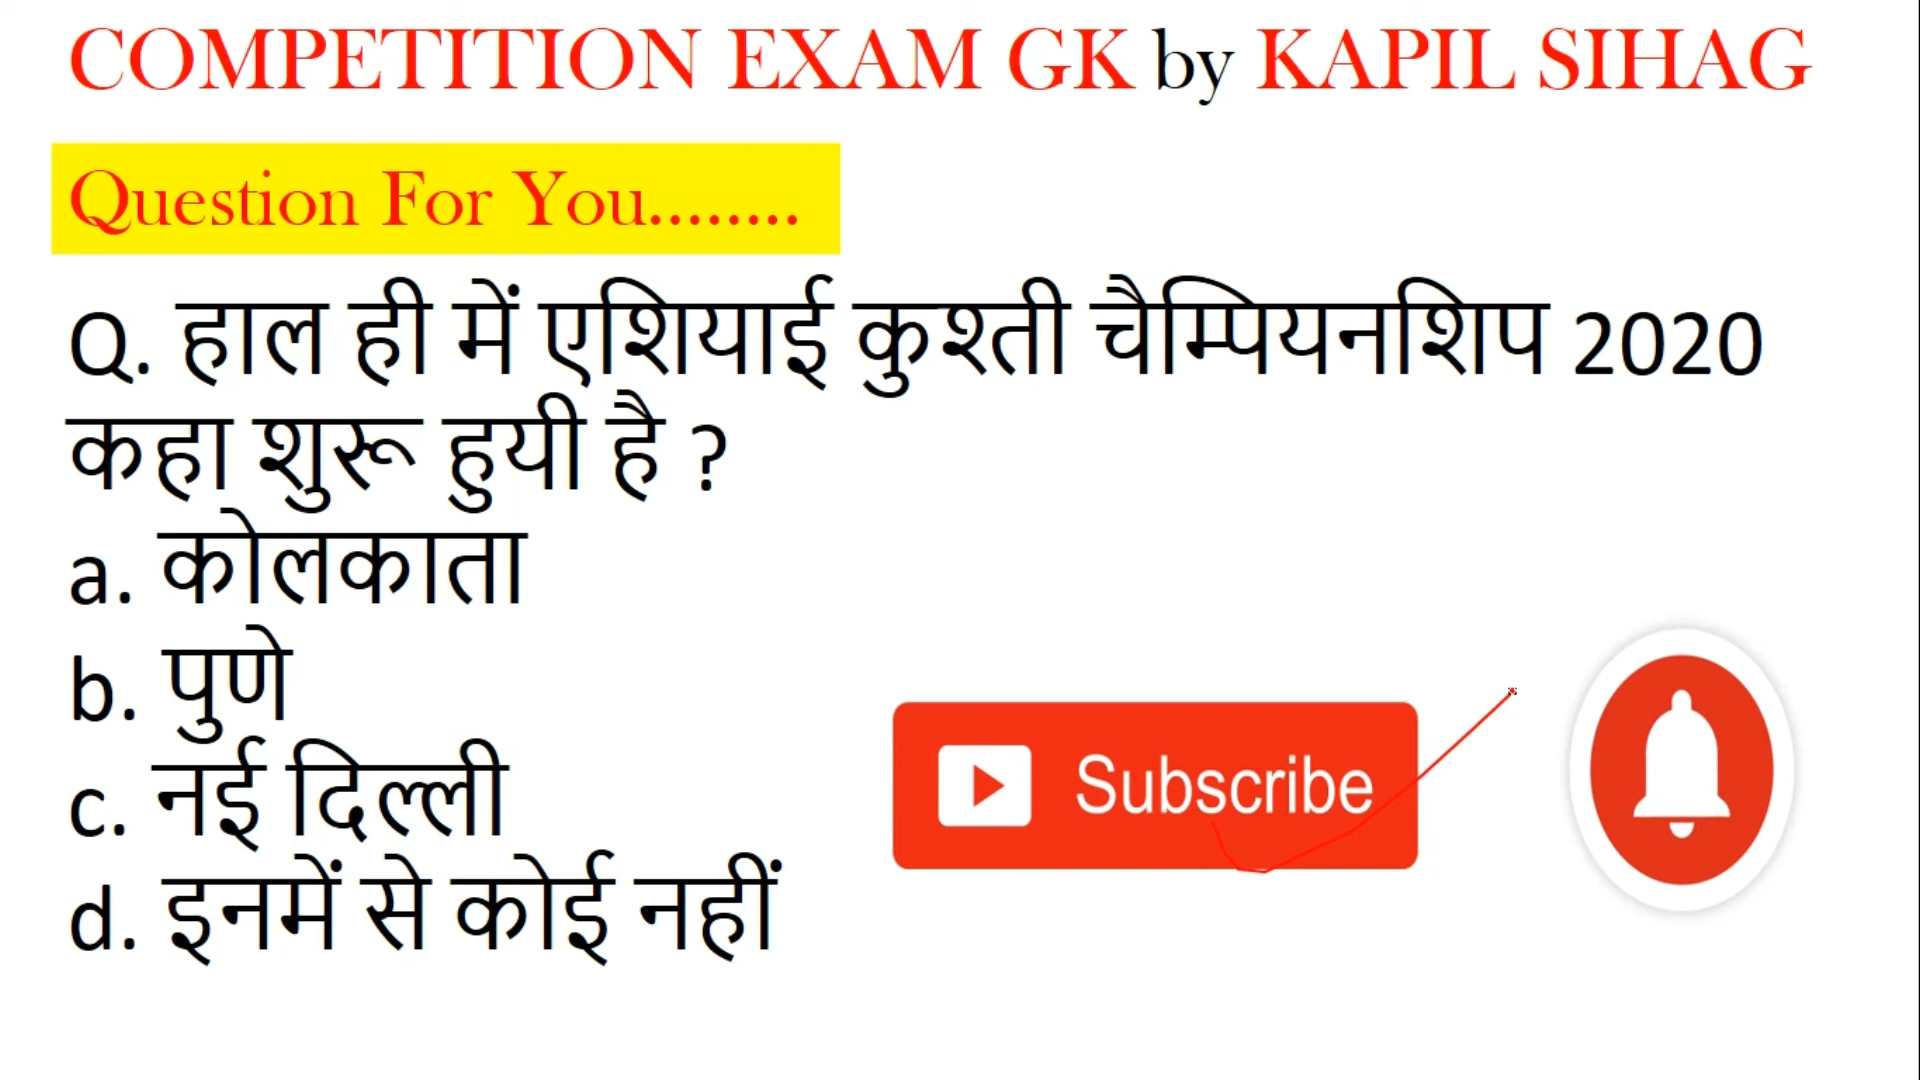 COMPETITION EXAM GK by KAPIL SIHAG
Question For You........
Q. हाल ही में एशियाई कुश्ती चैम्पियनशिप 2020
कहा शुरू हुयी है ?
a. कोलकाता
b. पुणे
c. नई दिल्ली
d. इनमें से कोई नहीं
Subscribe